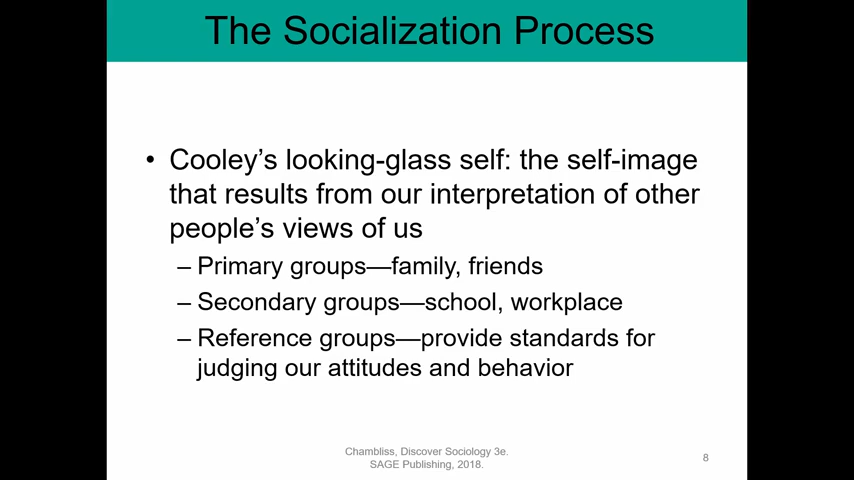 The Socialization Process
• Cooley’s looking-glass self: the self-image
that results from our interpretation of other
people’s views of us
– Primary groups—family, friends
– Secondary groups—school, workplace
– Reference groups—provide standards for
judging our attitudes and behavior
Chambliss, Discover Sociology 3e.
SAGE Publishing, 2018.
8